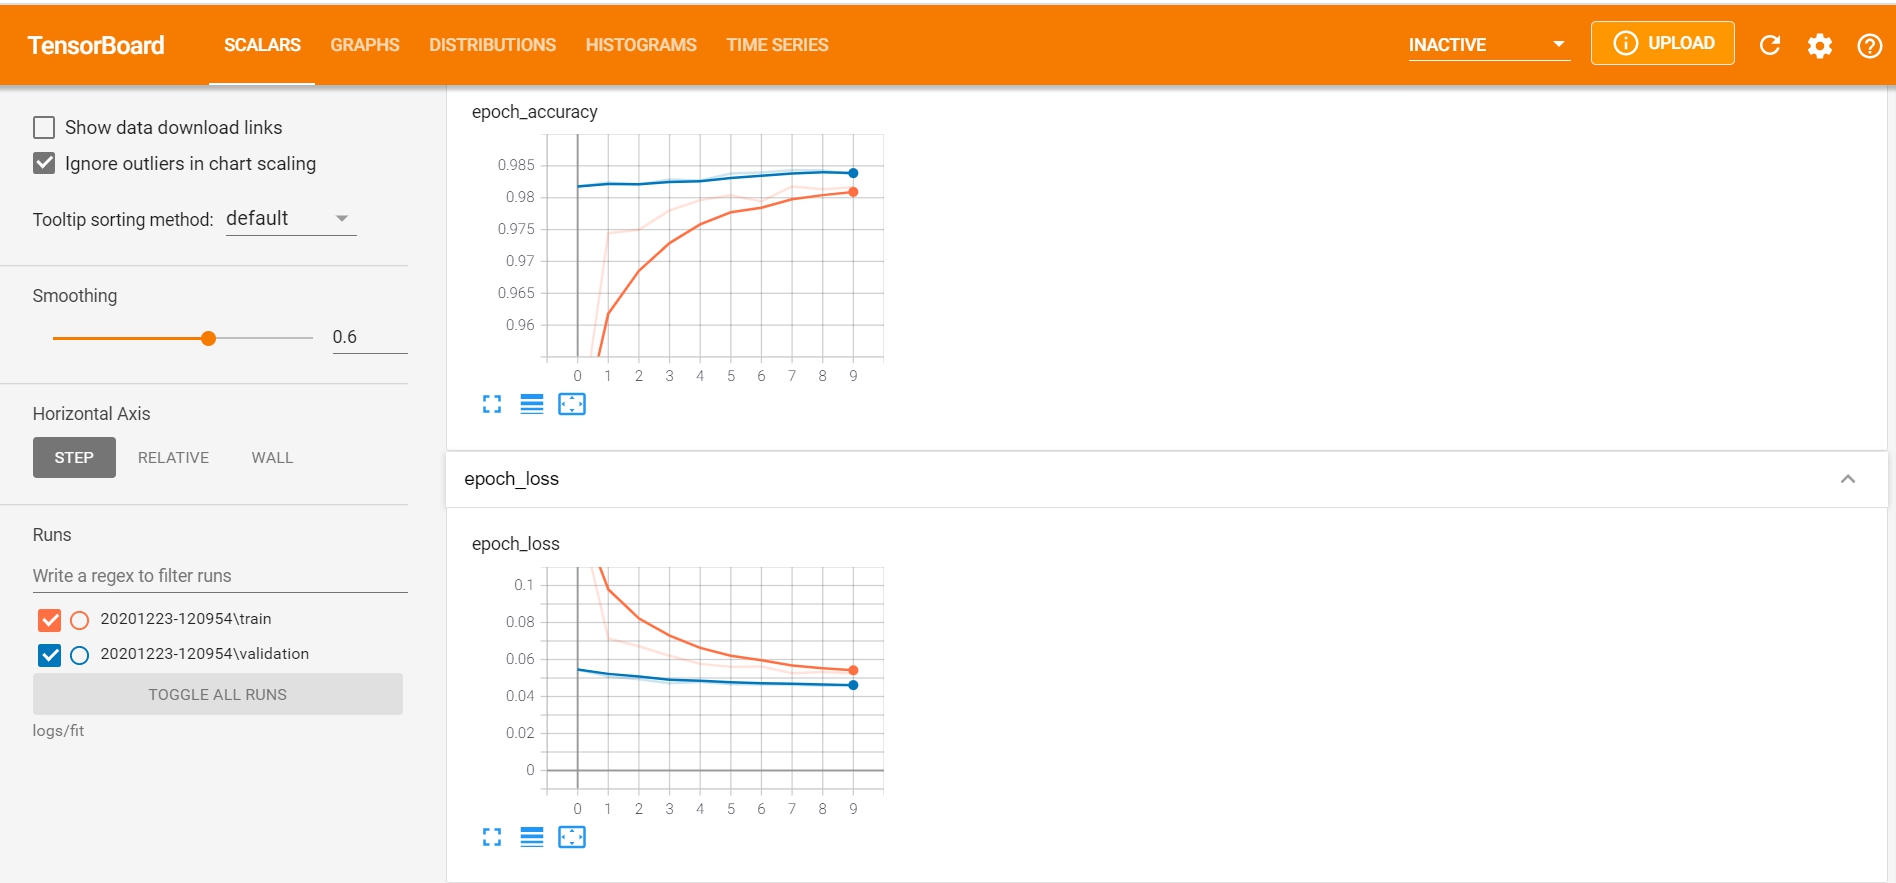 TensorBoard SCALARS GRAPHS DISTRIBUTIONS HISTOGRAMS TIME SERIES INACTIVE UPLOAD
Show data download links
Ignore outliers in chart scaling
Tooltip sorting method: default
Smoothing
0.6
Horizontal Axis
STEP RELATIVE WALL
Runs
Write a regex to filter runs
20201223-120954\train
20201223-120954\validation
TOGGLE ALL RUNS
logs/fit
epoch_accuracy
0.985
0.98
0.975
0.97
0.965
0.96
0 1 2 3 4 5 6 7 8 9
epoch_loss
epoch_loss
0.1
0.08
0.06
0.04
0.02
0
0 1 2 3 4 5 6 7 8 9